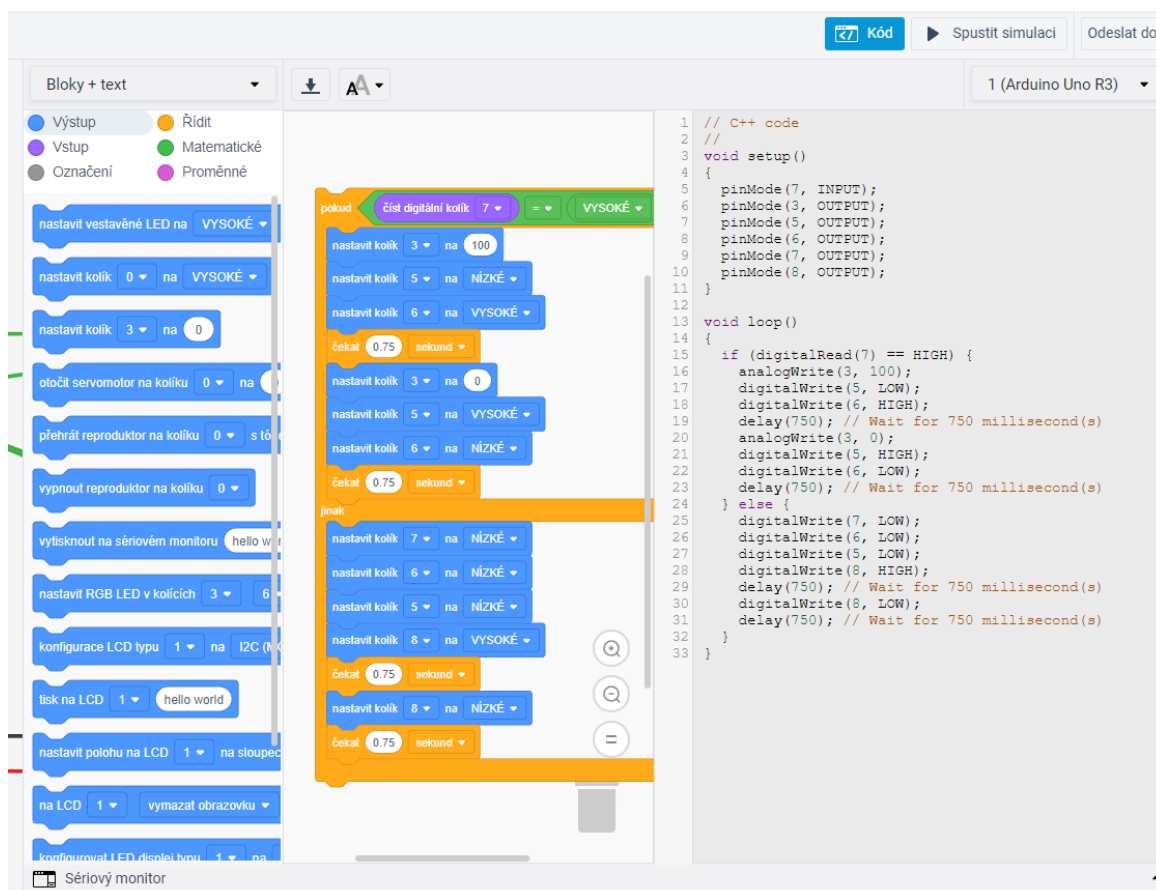 Kód
Spustit simulaci
Odeslat do
Bloky + text
1 (Arduino Uno R3)
Výstup
Řídit
Vstup
Matematické
Označení
Proměnné
nastavit vestavěné LED na VYSOKÉ
nastavit kolík 0 na VYSOKÉ
nastavit kolík 3 na 0
otočit servomotor na kolíku 0 na
přehrát reproduktor na kolíku 0 s tó
vypnout reproduktor na kolíku 0
vytisknout na sériovém monitoru hello wor
nastavit RGB LED v kolících 3 6
konfigurace LCD typu 1 na I2C
tisk na LCD 1 hello world
nastavit polohu na LCD 1 na sloupec
na LCD 1 vymazat obrazovku
konfigurovat LED displej typu 1 na
pokud číst digitální kolík 7 = VYSOKÉ
nastavit kolík 3 na 100
nastavit kolík 5 na NÍZKÉ
nastavit kolík 6 na VYSOKÉ
čekat 0.75 sekund
nastavit kolík 3 na 0
nastavit kolík 5 na VYSOKÉ
nastavit kolík 6 na NÍZKÉ
čekat 0.75 sekund
jinak
nastavit kolík 7 na NÍZKÉ
nastavit kolík 6 na NÍZKÉ
nastavit kolík 5 na NÍZKÉ
nastavit kolík 8 na VYSOKÉ
čekat 0.75 sekund
nastavit kolík 8 na NÍZKÉ
čekat 0.75 sekund
1 // C++ code
2 //
3 void setup()
4 {
5 pinMode(7, INPUT);
6 pinMode(3, OUTPUT);
7 pinMode(5, OUTPUT);
8 pinMode(6, OUTPUT);
9 pinMode(7, OUTPUT);
10 pinMode(8, OUTPUT);
11 }
12
13 void loop()
14 {
15 if (digitalRead(7) == HIGH) {
16 analogWrite(3, 100);
17 digitalWrite(5, LOW);
18 digitalWrite(6, HIGH);
19 delay(750); // Wait for 750 millisecond(s)
20 analogWrite(3, 0);
21 digitalWrite(5, HIGH);
22 digitalWrite(6, LOW);
23 delay(750); // Wait for 750 millisecond(s)
24 } else {
25 digitalWrite(7, LOW);
26 digitalWrite(6, LOW);
27 digitalWrite(5, LOW);
28 digitalWrite(8, HIGH);
29 delay(750); // Wait for 750 millisecond(s)
30 digitalWrite(8, LOW);
31 delay(750); // Wait for 750 millisecond(s)
32 }
33 }
Sériový monitor